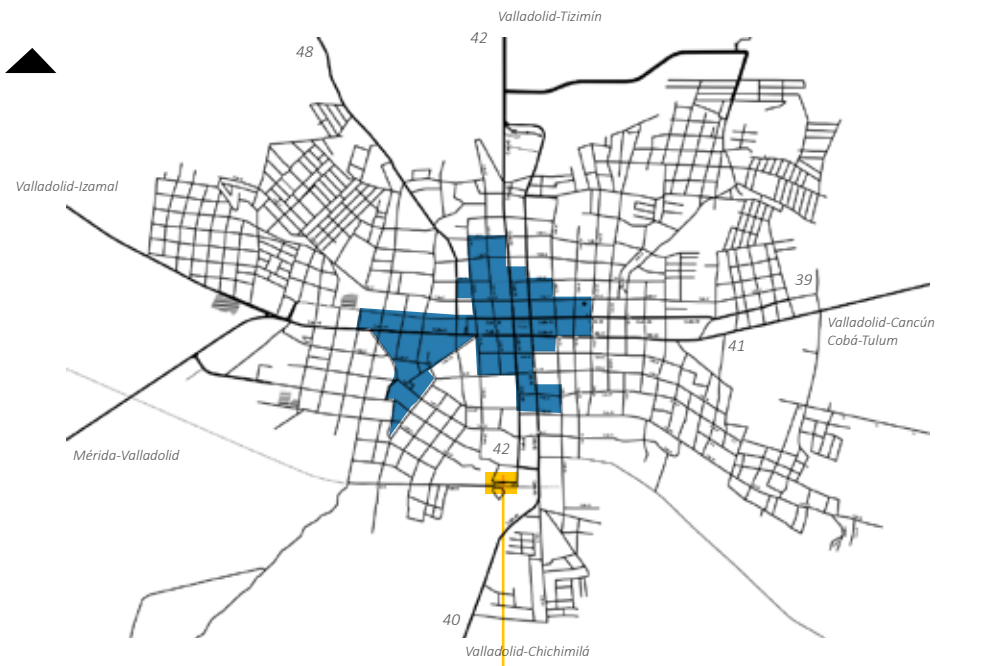 Valladolid-Tizimín
42
48
Valladolid-Izamal
39
Valladolid-Cancún
Cobá-Tulum
41
42
Mérida-Valladolid
40
Valladolid-Chichimilá